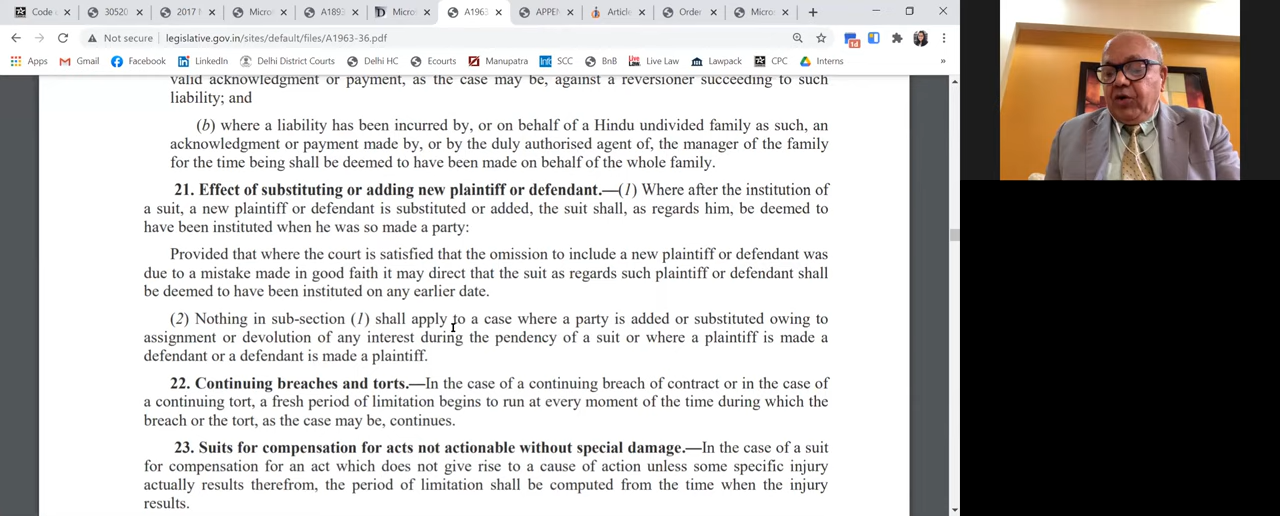 Code
30520
2017
Micros
A1893
Micro
A1963
APPEN
Article
Order
Micros
Not secure | legislative.gov.in/sites/default/files/A1963-36.pdf
Apps Gmail Facebook LinkedIn Delhi District Courts Delhi HC Ecourts Manupatra SCC BnB Live Law Lawpack CPC Interns »
valid acknowledgment or payment, as the case may be, against a reversioner succeeding to such
liability; and
(b) where a liability has been incurred by, or on behalf of a Hindu undivided family as such, an
acknowledgment or payment made by, or by the duly authorised agent of, the manager of the family
for the time being shall be deemed to have been made on behalf of the whole family.
21. Effect of substituting or adding new plaintiff or defendant.—(1) Where after the institution of
a suit, a new plaintiff or defendant is substituted or added, the suit shall, as regards him, be deemed to
have been instituted when he was so made a party:
Provided that where the court is satisfied that the omission to include a new plaintiff or defendant was
due to a mistake made in good faith it may direct that the suit as regards such plaintiff or defendant shall
be deemed to have been instituted on any earlier date.
(2) Nothing in sub-section (1) shall apply to a case where a party is added or substituted owing to
assignment or devolution of any interest during the pendency of a suit or where a plaintiff is made a
defendant or a defendant is made a plaintiff.
22. Continuing breaches and torts.—In the case of a continuing breach of contract or in the case of
a continuing tort, a fresh period of limitation begins to run at every moment of the time during which the
breach or the tort, as the case may be, continues.
23. Suits for compensation for acts not actionable without special damage.—In the case of a suit
for compensation for an act which does not give rise to a cause of action unless some specific injury
actually results therefrom, the period of limitation shall be computed from the time when the injury
results.